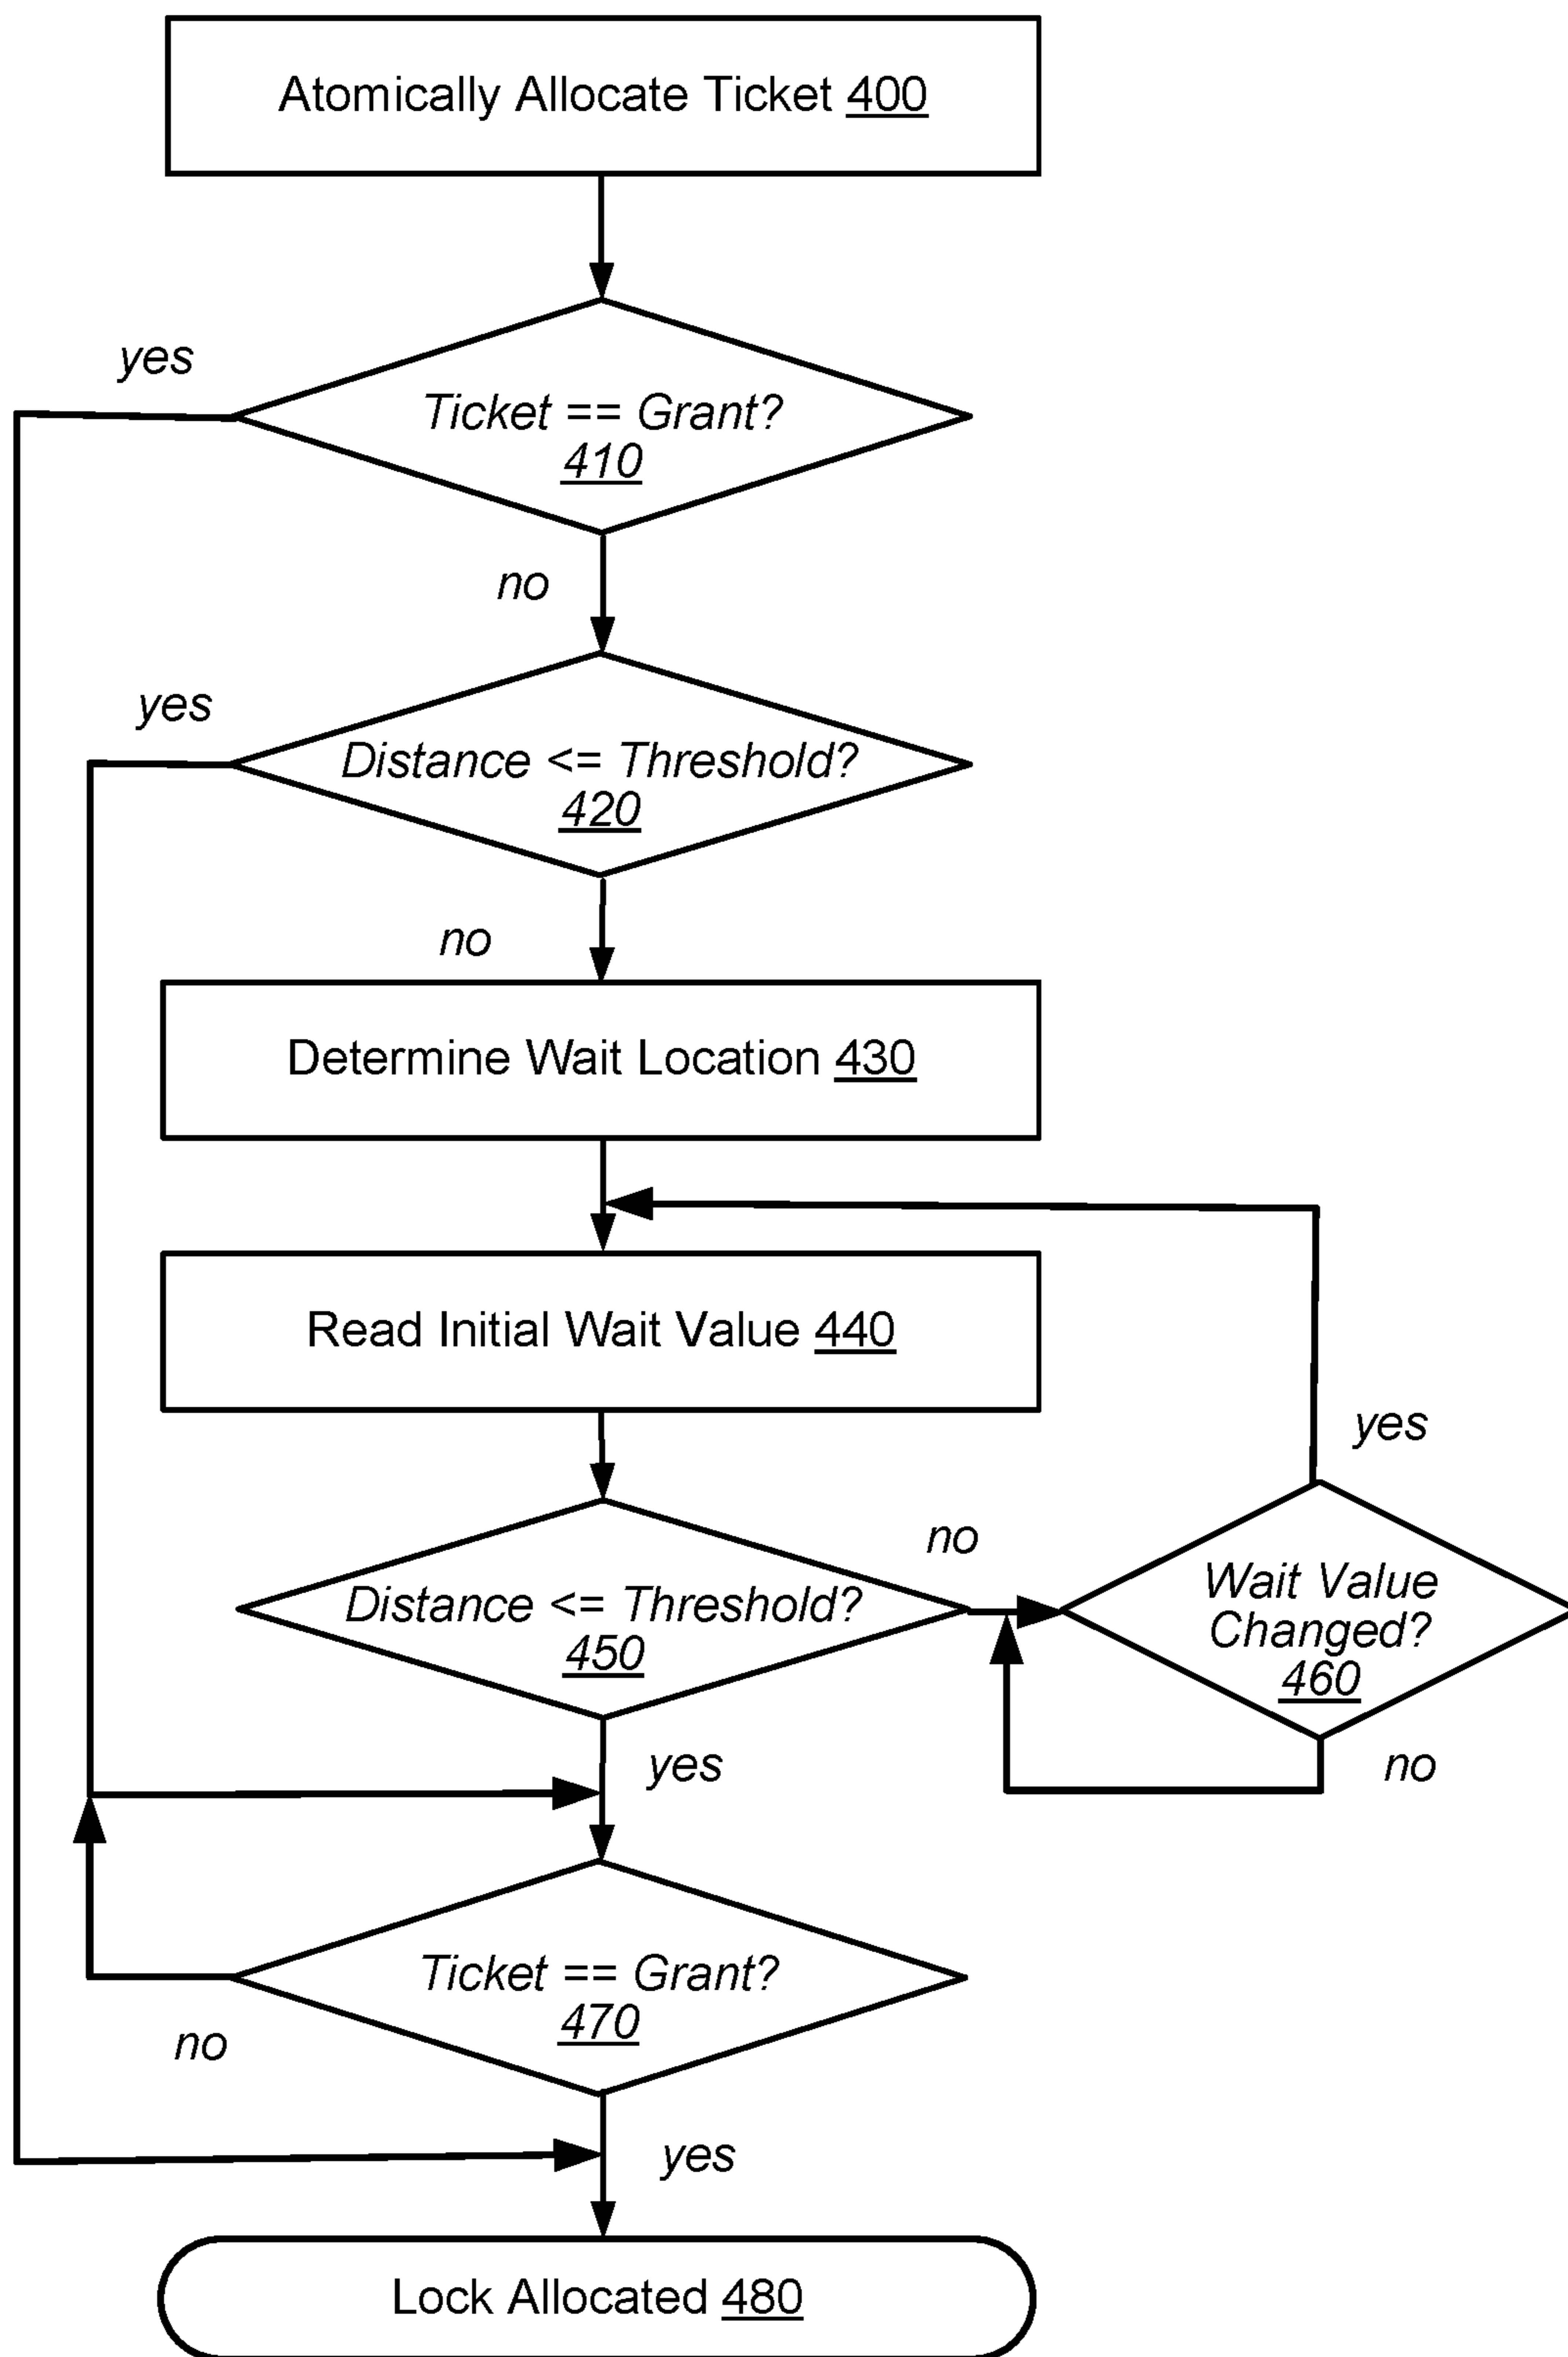 Atomically Allocate Ticket 400
yes
Ticket == Grant?
410
no
yes
Distance <= Threshold?
420
no
Determine Wait Location 430
Read Initial Wait Value 440
yes
no
Distance <= Threshold?
450
Wait Value
Changed?
460
yes
no
Ticket == Grant?
470
no
yes
Lock Allocated 480